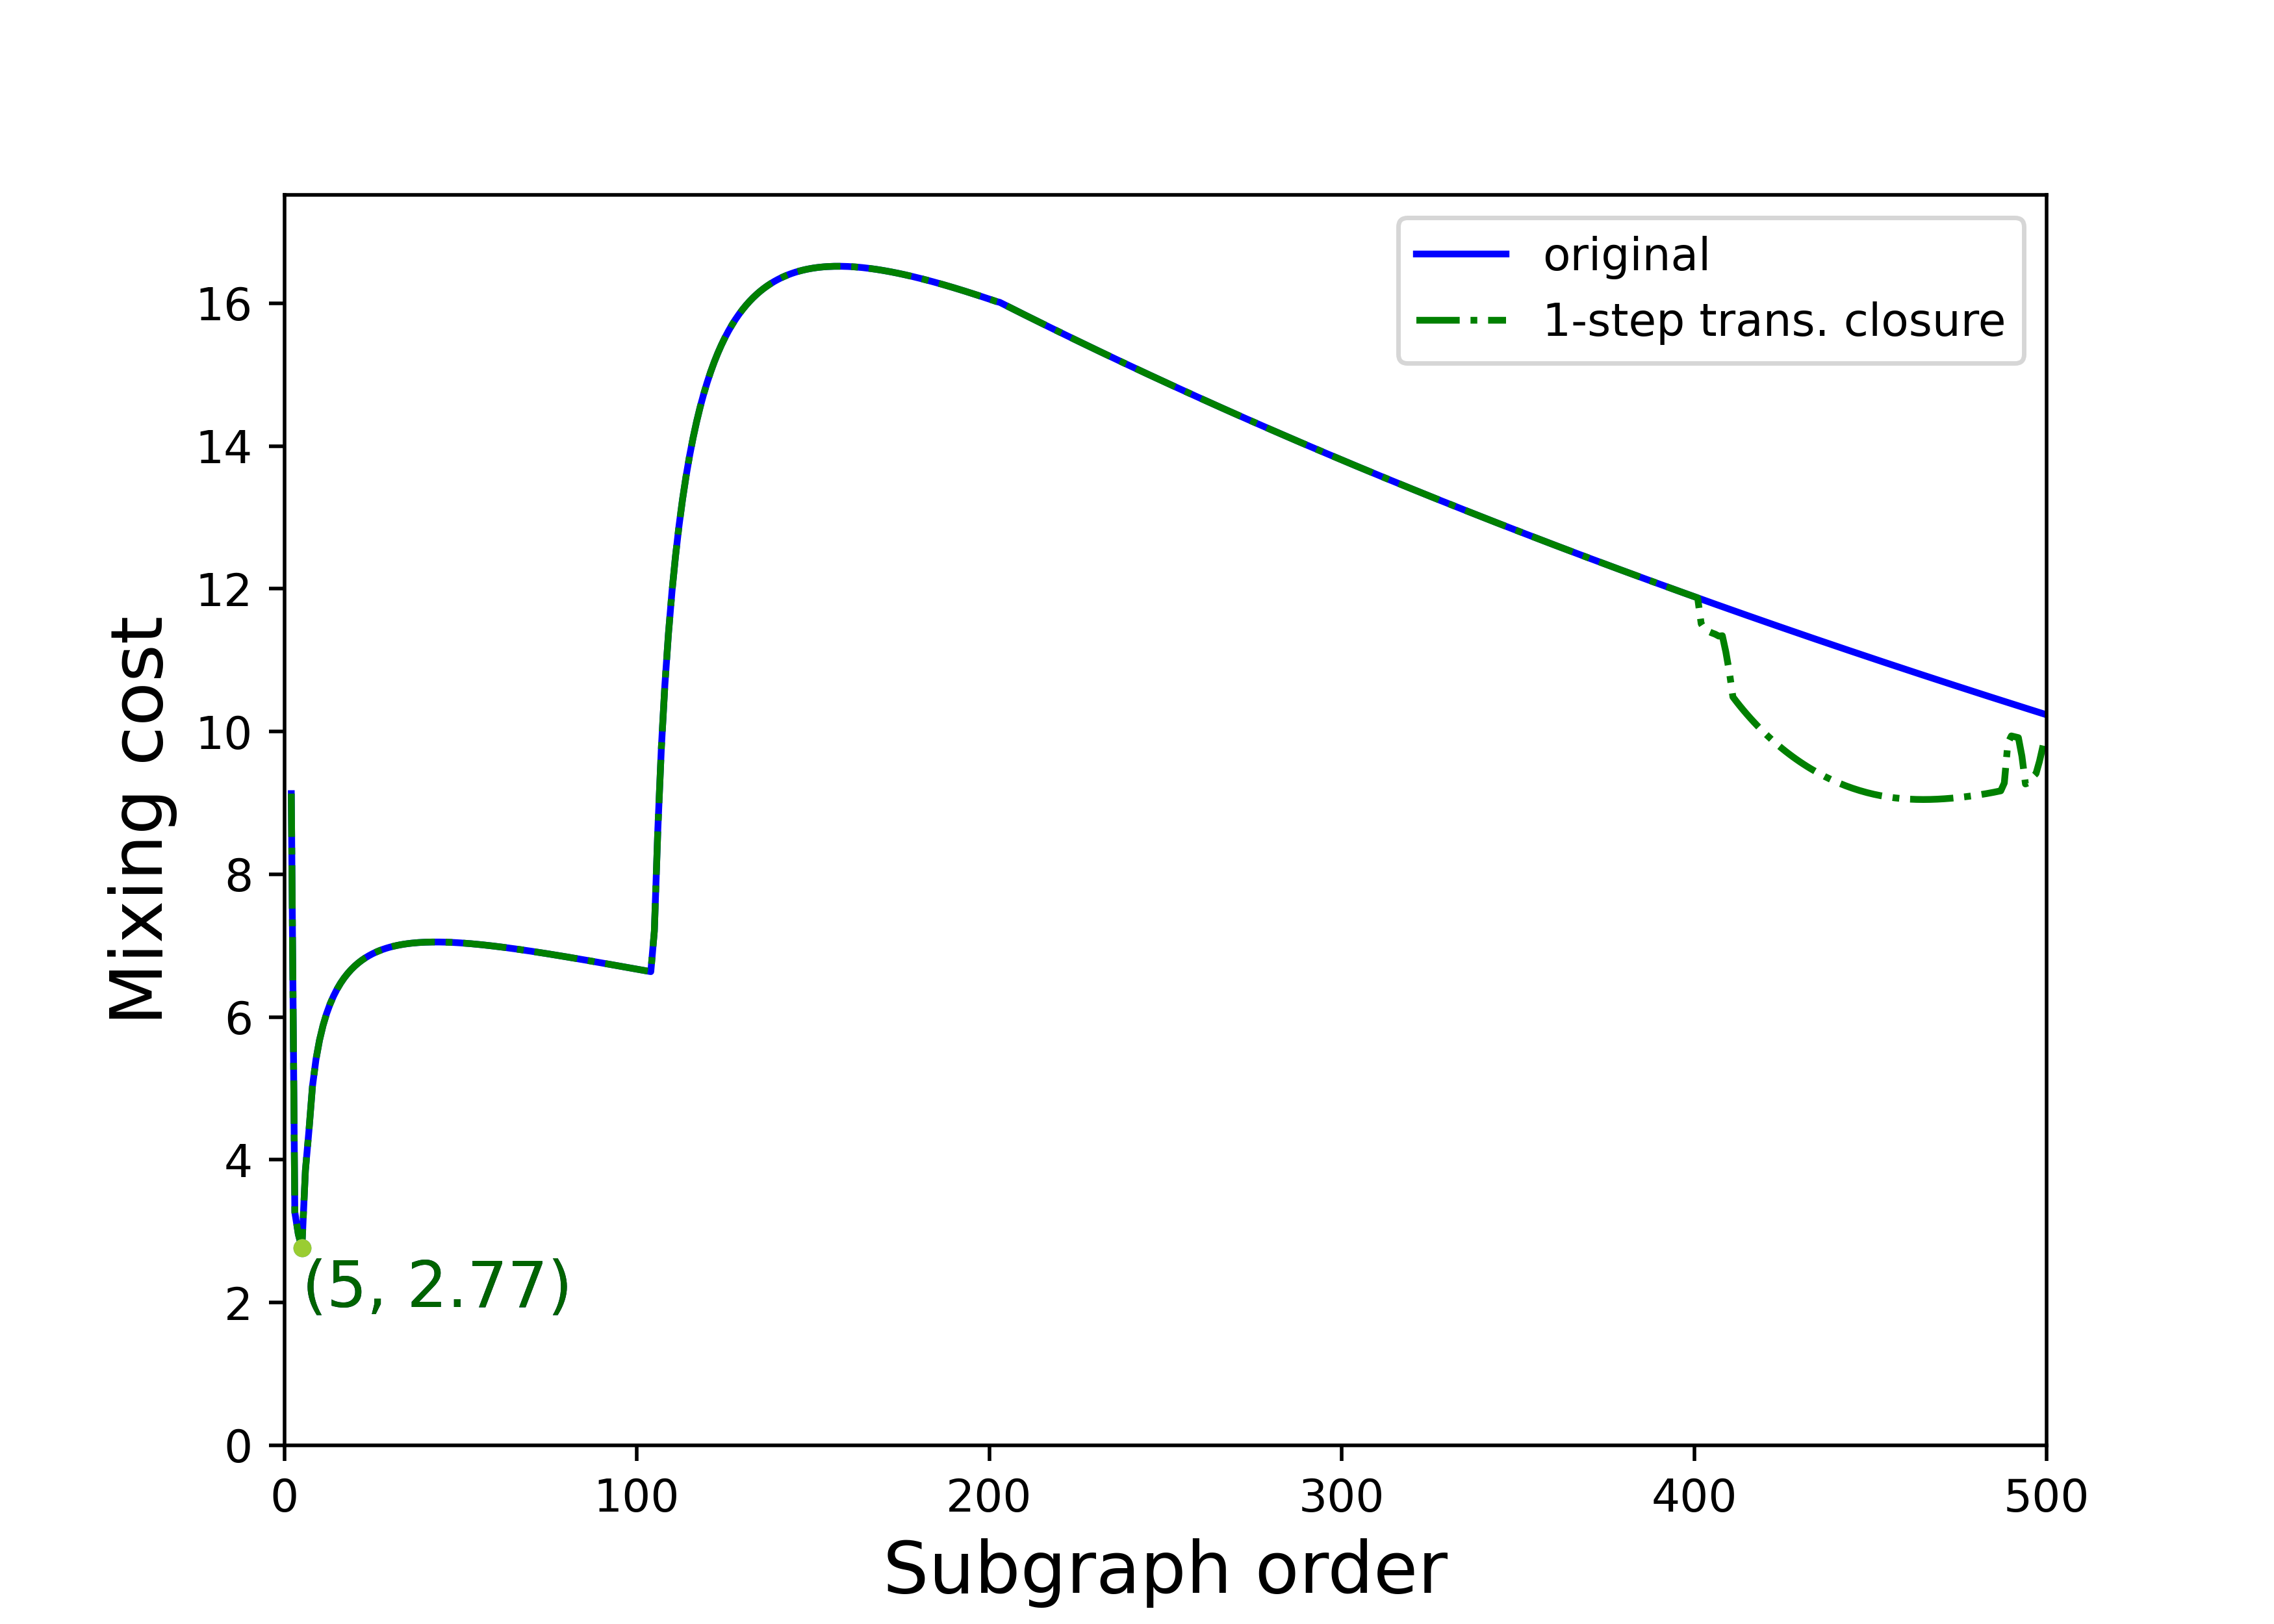 original
1-step trans. closure
16
14
12
10
8
6
4
2
0
Mixing cost
(5, 2.77)
0 100 200 300 400 500
Subgraph order